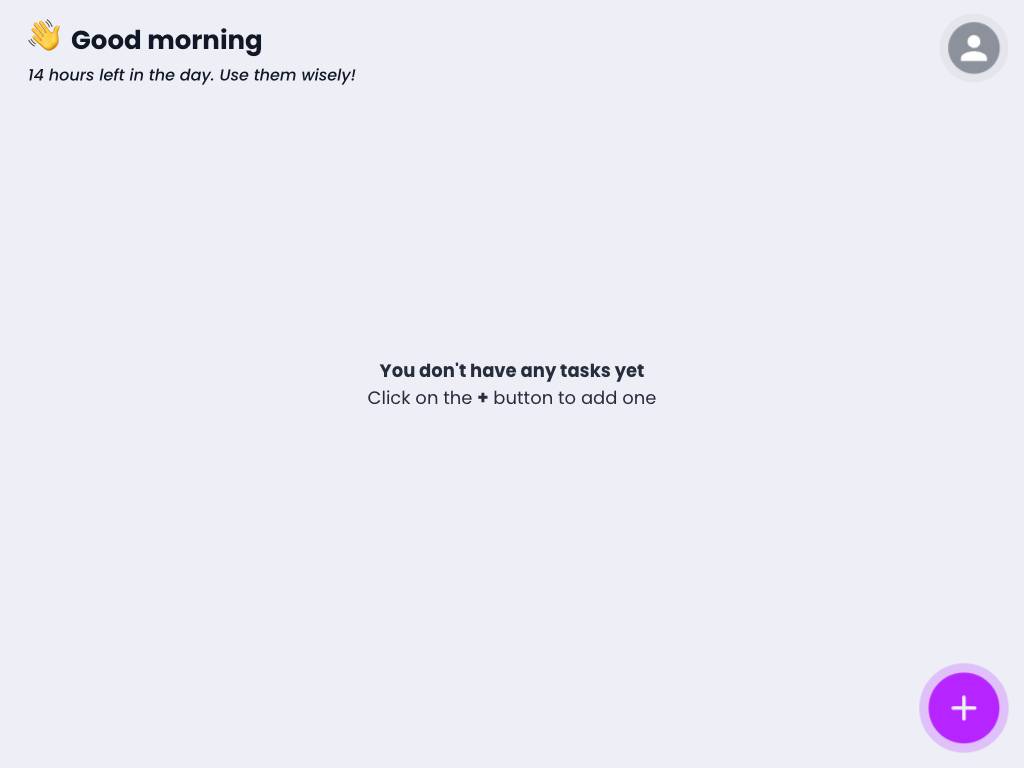 👋 Good morning
14 hours left in the day. Use them wisely!
You don't have any tasks yet
Click on the + button to add one